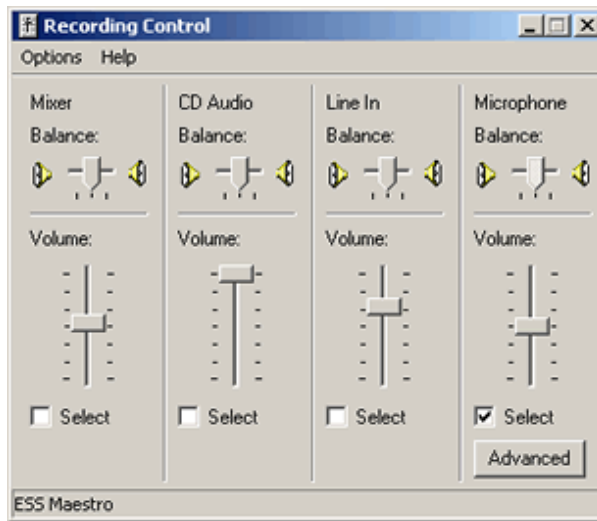 Recording Control
Options Help
Mixer
CD Audio
Line In
Microphone
Balance:
Balance:
Balance:
Balance:
Volume:
Volume:
Volume:
Volume:
Select
Select
Select
Select
Advanced
ESS Maestro